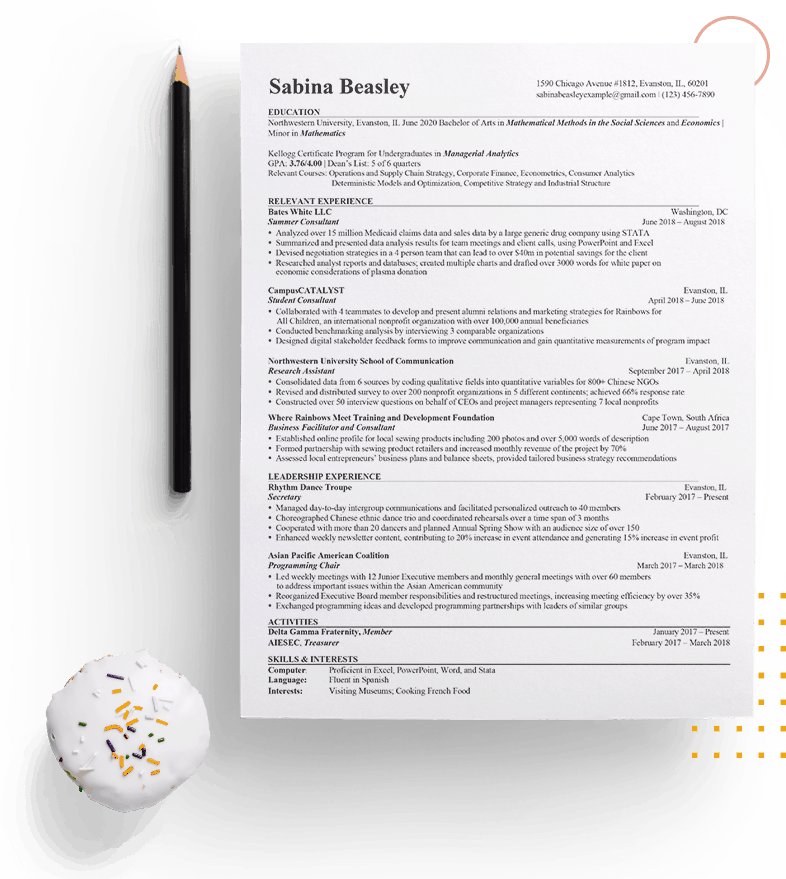 Sabina Beasley
1590 Chicago Avenue #1812, Evanston, IL, 60201
sabinabeasleyexample@gmail.com | (123) 456-7890
EDUCATION
Northwestern University, Evanston, IL June 2020 Bachelor of Arts in Mathematical Methods in the Social Sciences and Economics |
Minor in Mathematics
Kellogg Certificate Program for Undergraduates in Managerial Analytics
GPA: 3.76/4.00 | Dean's List: 5 of 6 quarters
Relevant Courses: Operations and Supply Chain Strategy, Corporate Finance, Econometrics, Consumer Analytics
Deterministic Models and Optimization, Competitive Strategy and Industrial Structure
RELEVANT EXPERIENCE
Bates White LLC Washington, DC
Summer Consultant June 2018 – August 2018
• Analyzed over 15 million Medicaid claims data and sales data by a large generic drug company using STATA
• Summarized and presented data analysis results for team meetings and client calls, using PowerPoint and Excel
• Devised negotiation strategies in a 4 person team that can lead to over $40m in potential savings for the client
• Researched analyst reports and databases; created multiple charts and drafted over 3000 words for white paper on
economic considerations of plasma donation
CampusCATALYST Evanston, IL
Student Consultant April 2018 – June 2018
• Collaborated with 4 teammates to develop and present alumni relations and marketing strategies for Rainbows for
All Children, an international nonprofit organization with over 100,000 annual beneficiaries
• Conducted benchmarking analysis by interviewing 3 comparable organizations
• Designed digital stakeholder feedback forms to improve communication and gain quantitative measurements of program impact
Northwestern University School of Communication Evanston, IL
Research Assistant September 2017 – April 2018
• Consolidated data from 6 sources by coding qualitative fields into quantitative variables for 800+ Chinese NGOs
• Revised and distributed survey to over 200 nonprofit organizations in 5 different continents; achieved 66% response rate
• Constructed over 50 interview questions on behalf of CEOs and project managers representing 7 local nonprofits
Where Rainbows Meet Training and Development Foundation Cape Town, South Africa
Business Facilitator and Consultant June 2017 – August 2017
• Established online profile for local sewing products including 200 photos and over 5,000 words of description
• Formed partnership with sewing product retailers and increased monthly revenue of the project by 70%
• Assessed local entrepreneurs' business plans and balance sheets, provided tailored business strategy recommendations
LEADERSHIP EXPERIENCE
Rhythm Dance Troupe Evanston, IL
Secretary February 2017 – Present
• Managed day-to-day intergroup communications and facilitated personalized outreach to 40 members
• Choreographed Chinese ethnic dance trio and coordinated rehearsals over a time span of 3 months
• Cooperated with more than 20 dancers and planned Annual Spring Show with an audience size of over 150
• Enhanced weekly newsletter content, contributing to 20% increase in event attendance and generating 15% increase in event profit
Asian Pacific American Coalition Evanston, IL
Programming Chair March 2017 – March 2018
• Led weekly meetings with 12 Junior Executive members and monthly general meetings with over 60 members
to address important issues within the Asian American community
• Reorganized Executive Board member responsibilities and restructured meetings, increasing meeting efficiency by over 35%
• Exchanged programming ideas and developed programming partnerships with leaders of similar groups
ACTIVITIES
Delta Gamma Fraternity, Member January 2017 – Present
AIESEC, Treasurer February 2017 – March 2018
SKILLS & INTERESTS
Computer: Proficient in Excel, PowerPoint, Word, and Stata
Language: Fluent in Spanish
Interests: Visiting Museums; Cooking French Food